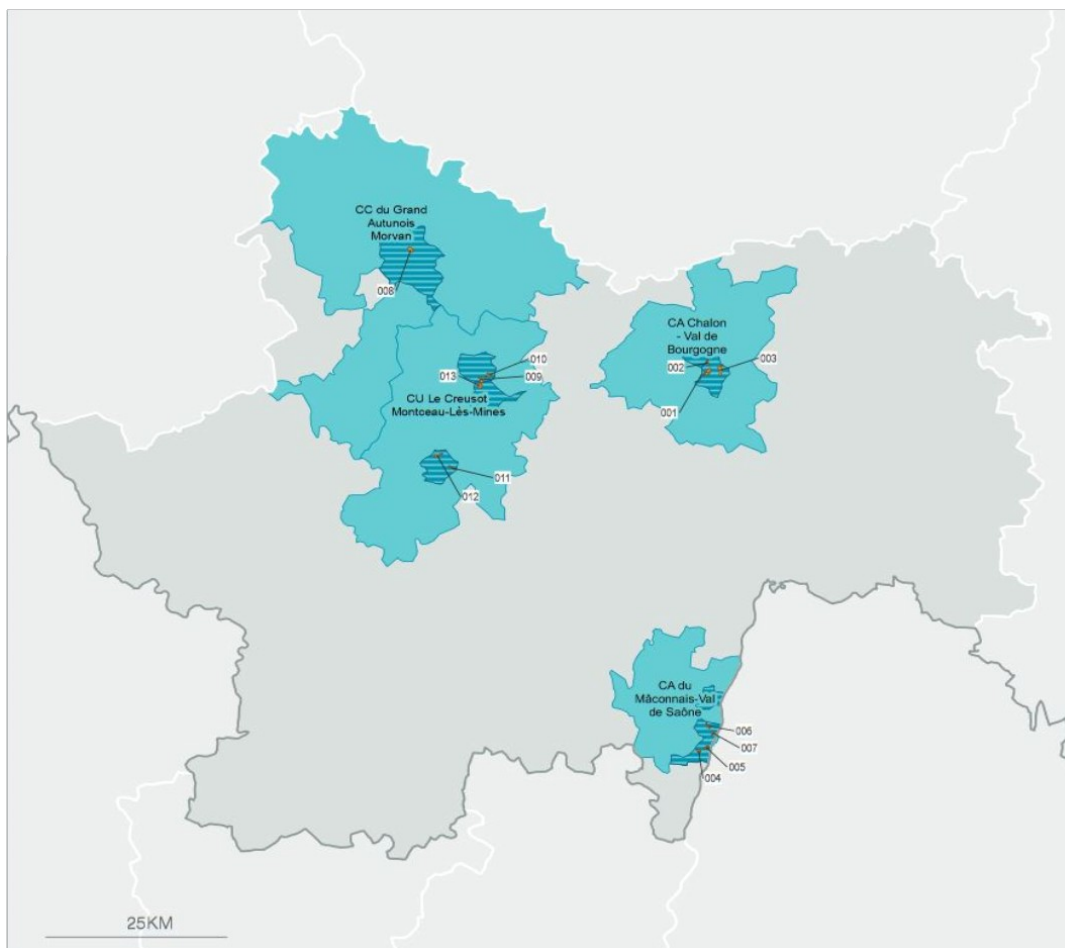 CC du Grand
Autunois
Morvan
008
CA Chalon
- Val de
Bourgogne
002
003
001
010
013
009
CU Le Creusot
Montceau-Lès-Mines
011
012
CA du
Mâconnais-Val
de Saône
006
007
005
004
25KM